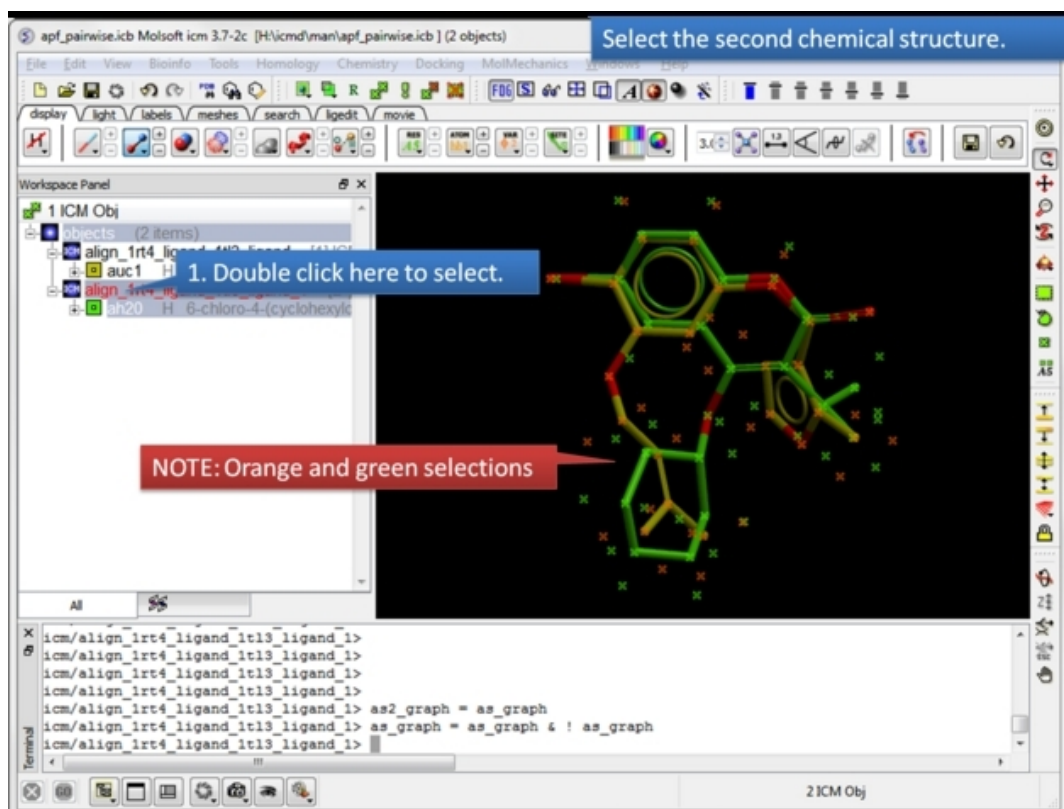 apf_pairwise.icb Molsoft icm 3.7-2c [H:\icmd\man\apf_pairwise.icb ] (2 objects)
Select the second chemical structure.
File Edit View Bioinfo Tools Homology Chemistry Docking MolMechanics Windows Help
display light labels meshes search ligedit movie
Workspace Panel
1 ICM Obj
objects (2 items)
auc1 H
1. Double click here to select.
ah20 H 6-chloro-4-(cyclohexylo
NOTE: Orange and green selections
All
icm/align_1rt4_ligand_1tl3_ligand_1>
icm/align_1rt4_ligand_1tl3_ligand_1>
icm/align_1rt4_ligand_1tl3_ligand_1>
icm/align_1rt4_ligand_1tl3_ligand_1>
icm/align_1rt4_ligand_1tl3_ligand_1> as2_graph = as_graph
icm/align_1rt4_ligand_1tl3_ligand_1> as_graph = as_graph & ! as_graph
icm/align_1rt4_ligand_1tl3_ligand_1>
Terminal
GO
2 ICM Obj